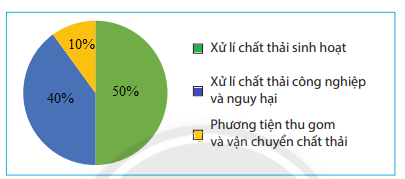 10%
40%
50%
Xử lí chất thải sinh hoạt
Xử lí chất thải công nghiệp
và nguy hại
Phương tiện thu gom
và vận chuyển chất thải